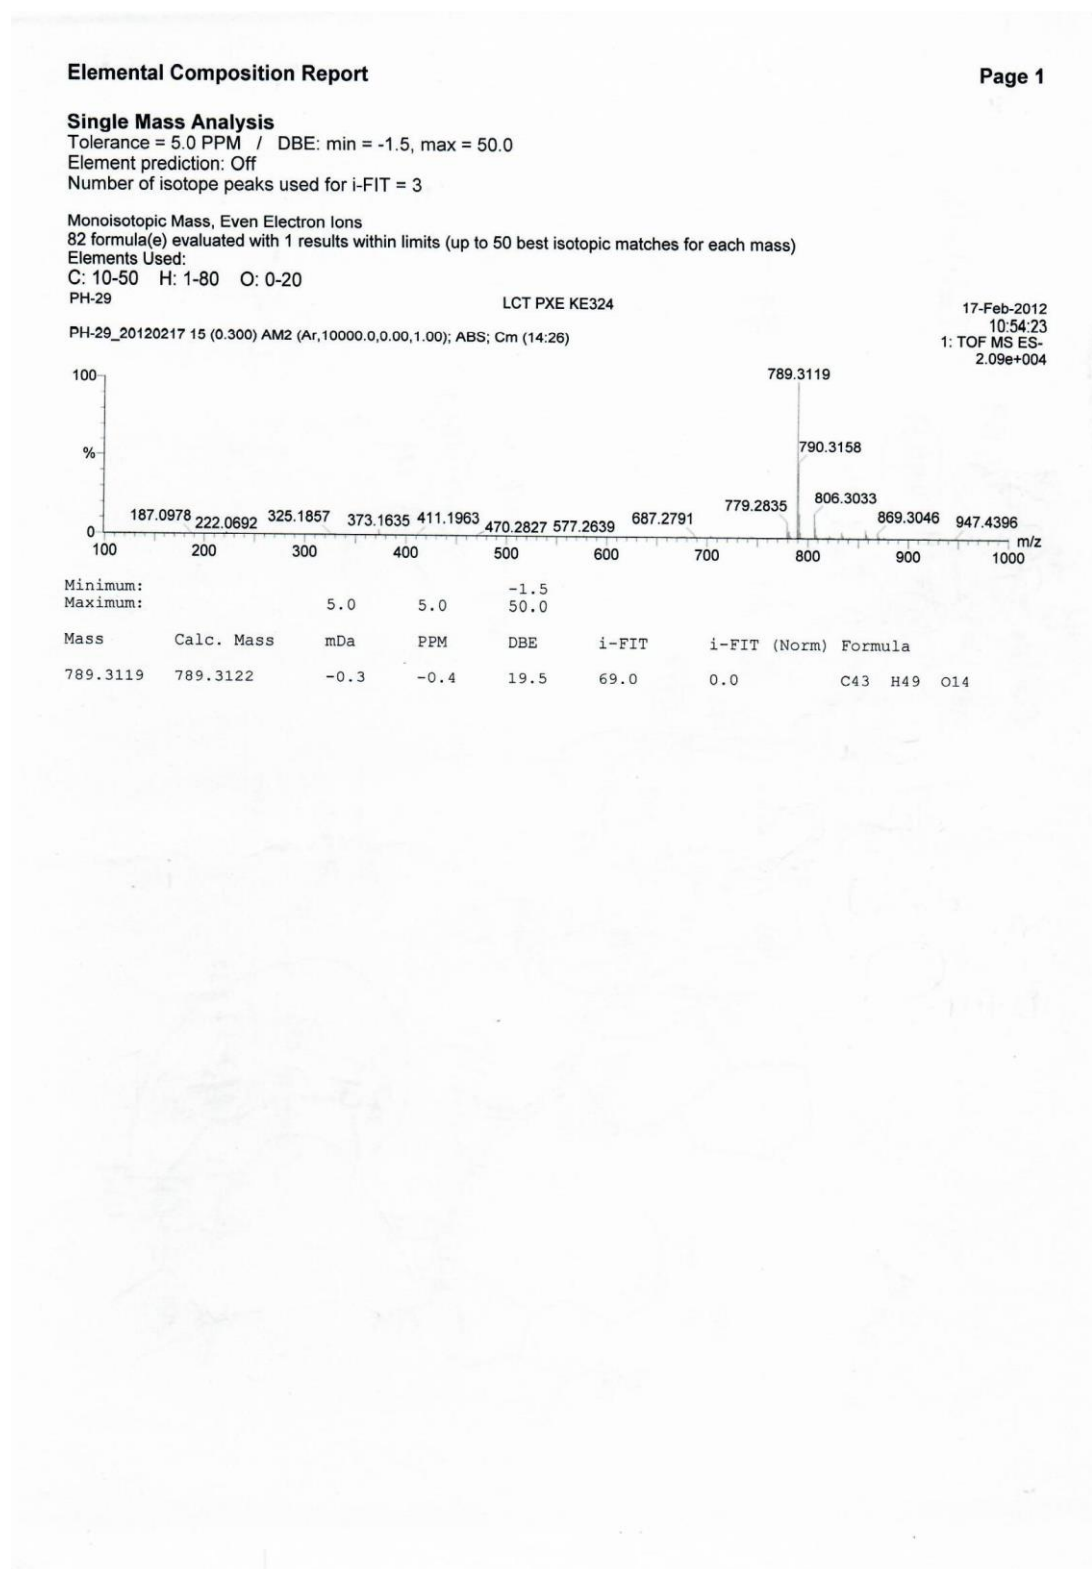 Elemental Composition Report Page 1
Single Mass Analysis
Tolerance = 5.0 PPM / DBE: min = -1.5, max = 50.0
Element prediction: Off
Number of isotope peaks used for i-FIT = 3
Monoisotopic Mass, Even Electron Ions
82 formula(e) evaluated with 1 results within limits (up to 50 best isotopic matches for each mass)
Elements Used:
C: 10-50 H: 1-80 O: 0-20
PH-29 LCT PXE KE324 17-Feb-2012
10:54:23
PH-29_20120217 15 (0.300) AM2 (Ar,10000.0,0.00,1.00); ABS; Cm (14:26) 1: TOF MS ES-
2.09e+004
100 789.3119
% 790.3158
779.2835 806.3033
187.0978 222.0692 325.1857 373.1635 411.1963 470.2827 577.2639 687.2791 869.3046 947.4396
0 m/z
100 200 300 400 500 600 700 800 900 1000
Minimum: -1.5
Maximum: 5.0 5.0 50.0
Mass Calc. Mass mDa PPM DBE i-FIT i-FIT (Norm) Formula
789.3119 789.3122 -0.3 -0.4 19.5 69.0 0.0 C43 H49 O14